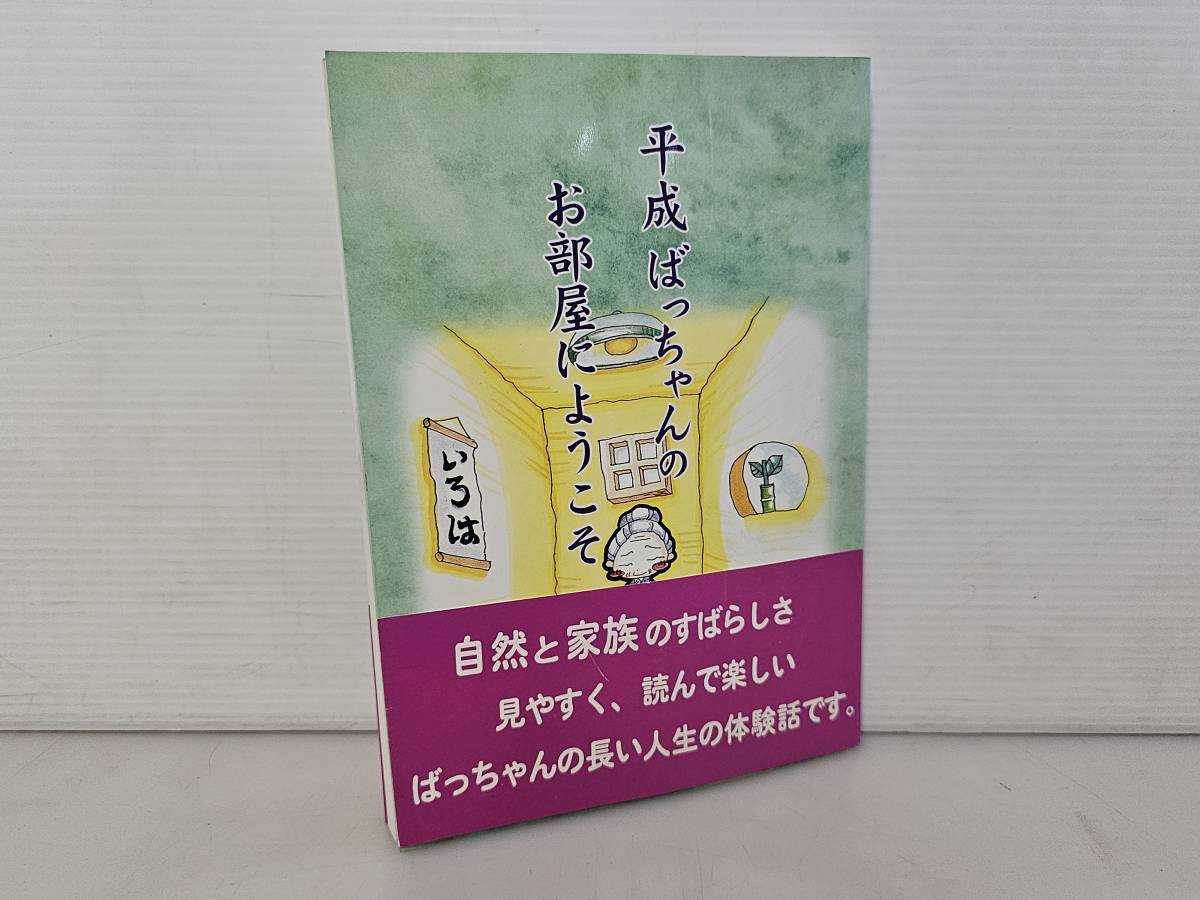 平成 ばっちゃんの
お部屋にようこそ
いろは
自然と家族のすばらしさ
見やすく、読んで楽しい
ばっちゃんの長い人生の体験話です。